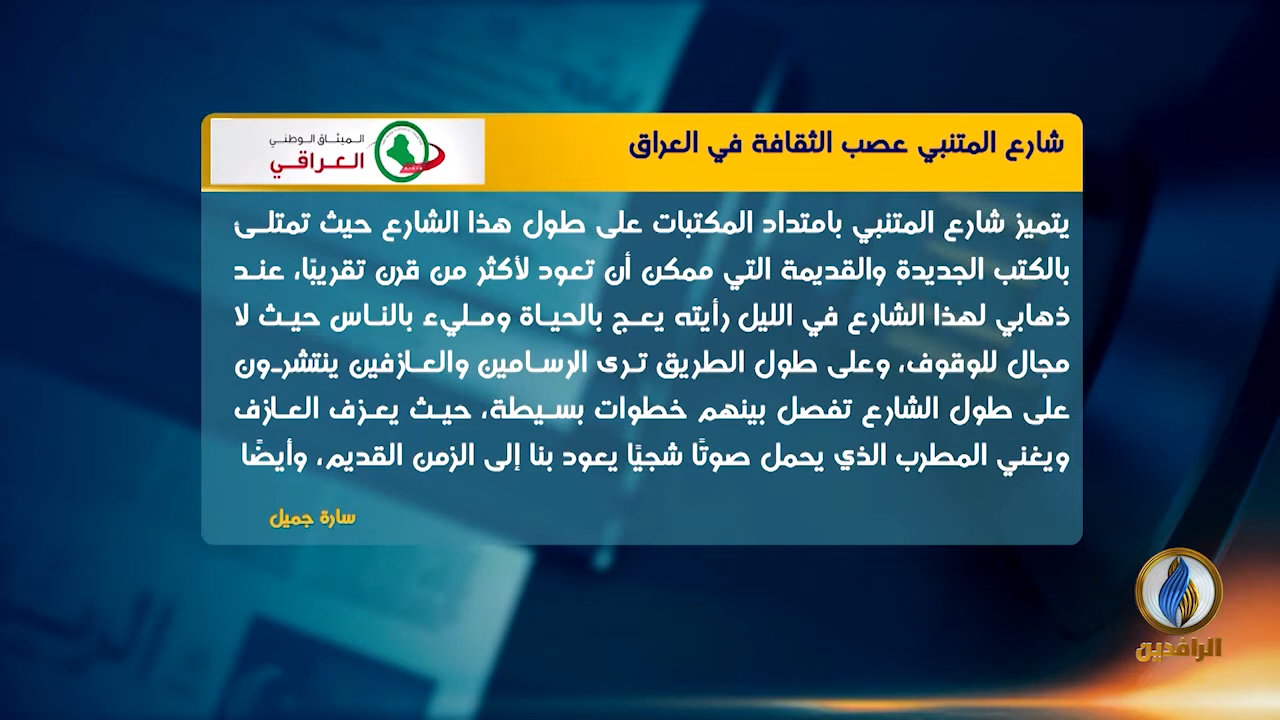 شارع المتنبي عصب الثقافة في العراق
الميثاق الوطني
العراقي
يتميز شارع المتنبي بامتداد المكتبات على طول هذا الشارع حيث تمتلى
بالكتب الجديدة والقديمة التي ممكن أن تعود لأكثر من قرن تقريبًا، عند
ذهابي لهذا الشارع في الليل رأيته يعج بالحياة ومليء بالناس حيث لا
مجال للوقوف، وعلى طول الطريق ترى الرسامين والعازفين ينتشرون
على طول الشارع تفصل بينهم خطوات بسيطة، حيث يعزف العازف
ويغني المطرب الذي يحمل صوتًا شجيًا يعود بنا إلى الزمن القديم، وأيضًا
سارة جميل
الرافدين